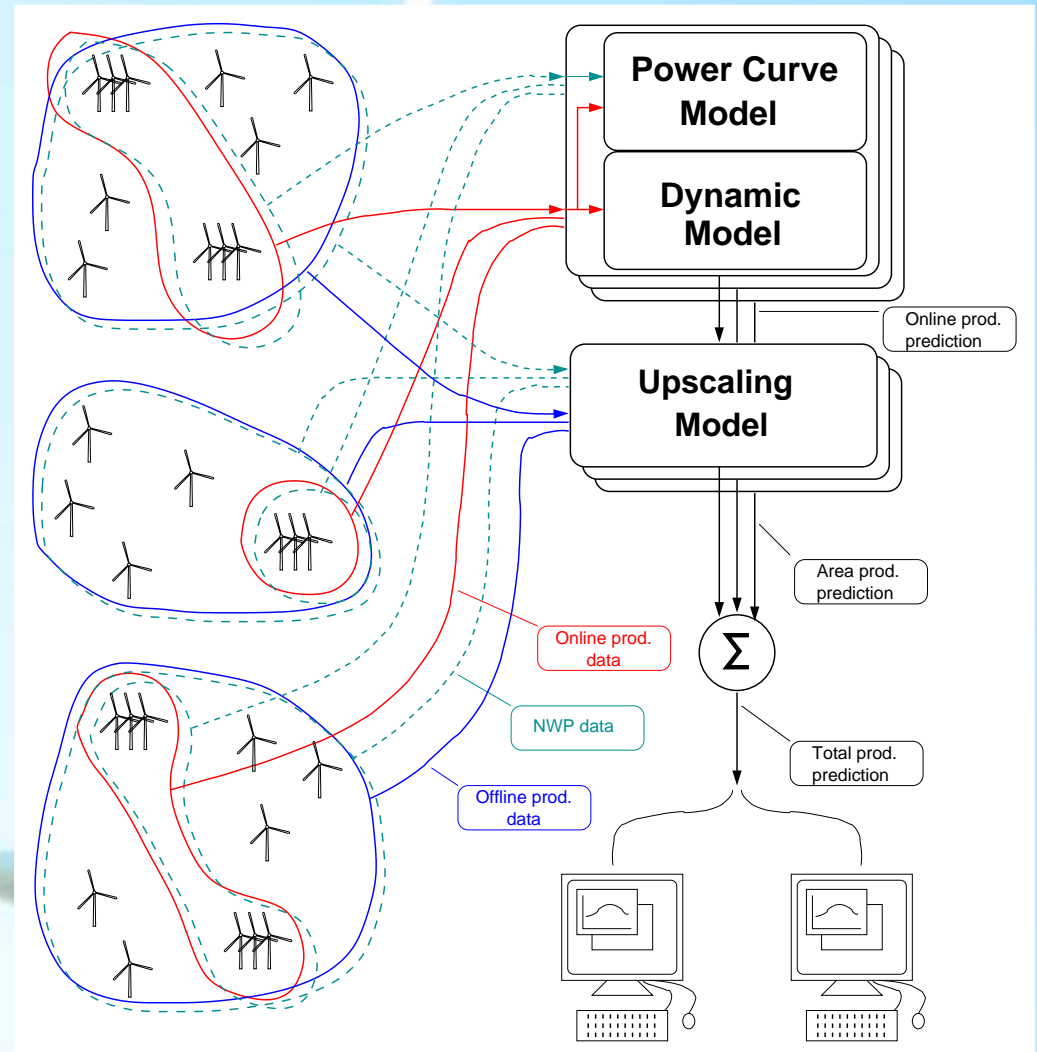 Power Curve
Model
Dynamic
Model
Online prod.
prediction
Upscaling
Model
Area prod.
prediction
Σ
Online prod.
data
NWP data
Total prod.
prediction
Offline prod.
data